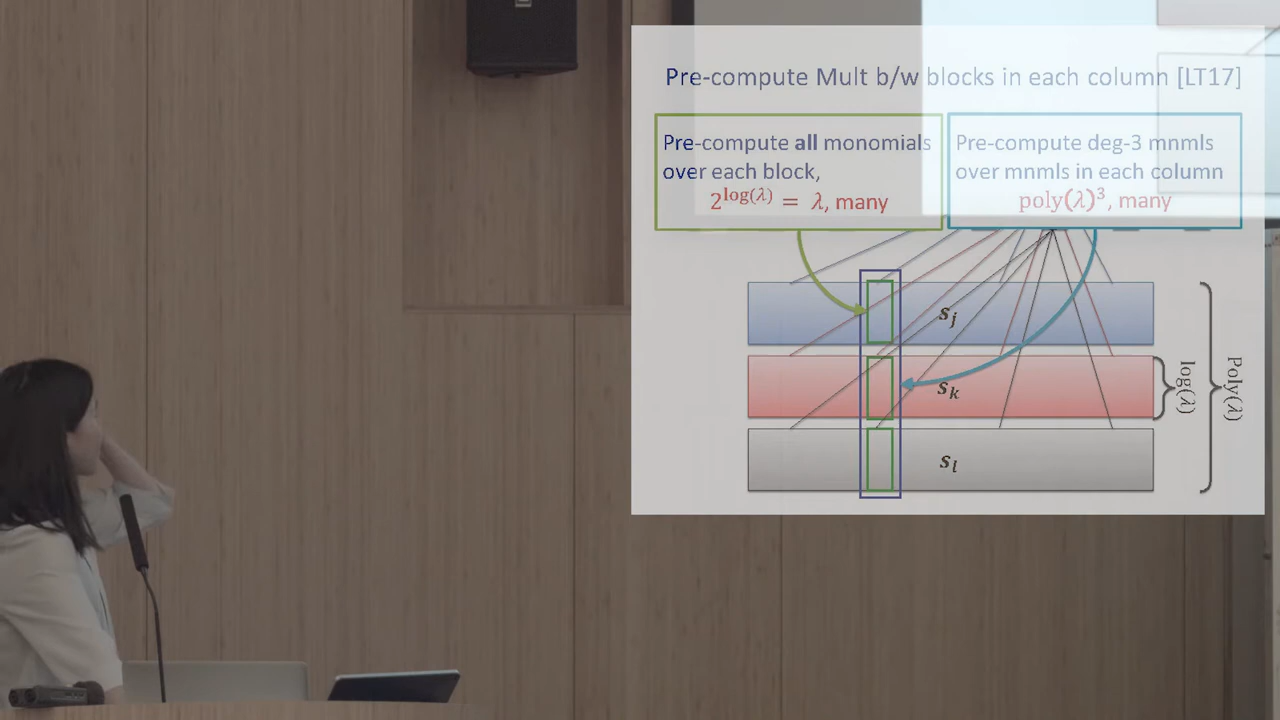 Pre-compute Mult b/w blocks in each column [LT17]
Pre-compute all monomials
over each block,
2^{log(λ)} = λ, many
Pre-compute deg-3 mnmls
over mnmls in each column
poly(λ)^3, many
s_j
s_k
s_l
log(λ)
Poly(λ)